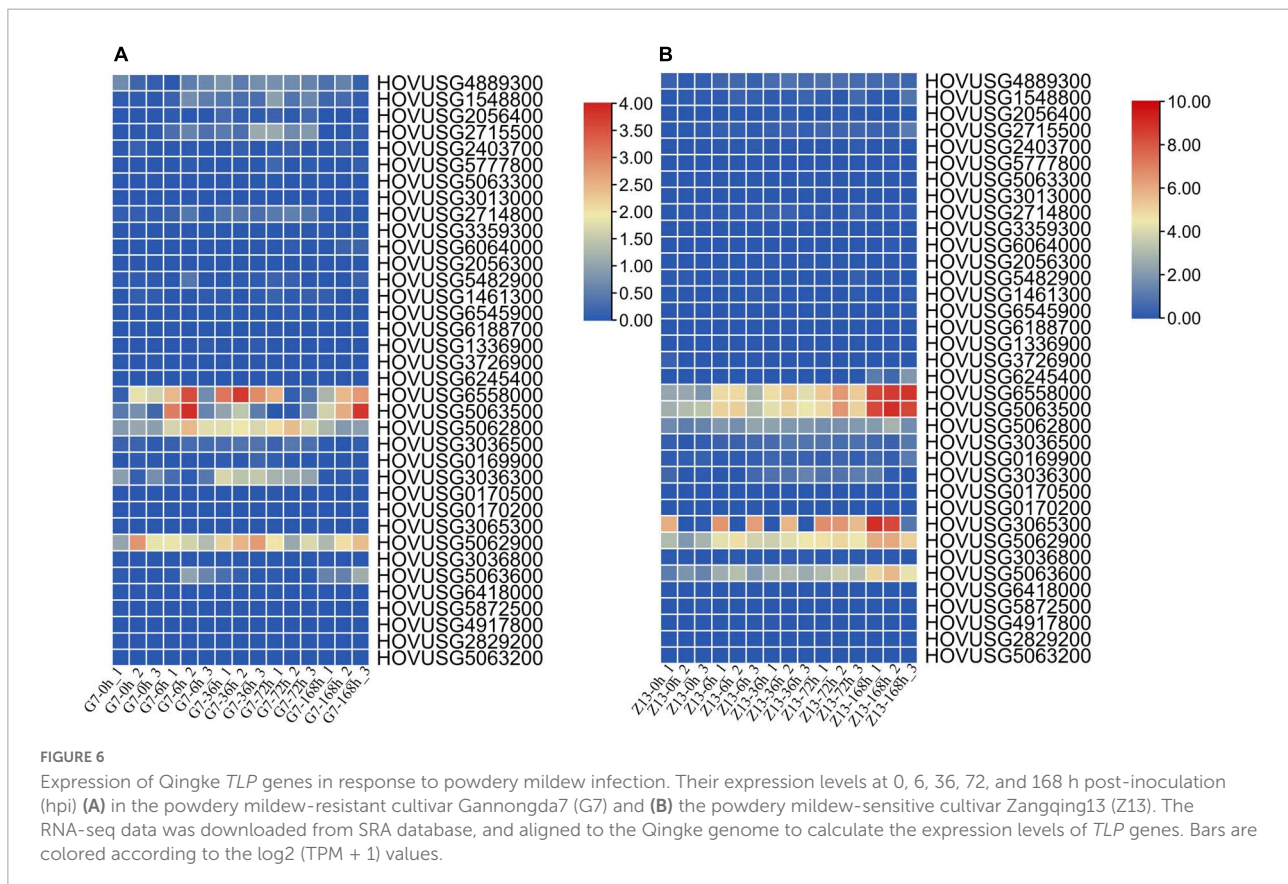 A
HOVUSG4889300
HOVUSG1548800
HOVUSG2056400
HOVUSG2715500
HOVUSG2403700
HOVUSG5777800
HOVUSG5063300
HOVUSG3013000
HOVUSG2714800
HOVUSG3359300
HOVUSG6064000
HOVUSG2056300
HOVUSG5482900
HOVUSG1461300
HOVUSG6545900
HOVUSG6188700
HOVUSG1336900
HOVUSG3726900
HOVUSG6245400
HOVUSG6558000
HOVUSG5063500
HOVUSG5062800
HOVUSG3036500
HOVUSG0169900
HOVUSG3036300
HOVUSG0170500
HOVUSG0170200
HOVUSG3065300
HOVUSG5062900
HOVUSG3036800
HOVUSG5063600
HOVUSG6418000
HOVUSG5872500
HOVUSG4917800
HOVUSG2829200
HOVUSG5063200
G7-0h_1
G7-0h_2
G7-0h_3
G7-6h_1
G7-6h_2
G7-6h_3
G7-36h_1
G7-36h_2
G7-36h_3
G7-72h_1
G7-72h_2
G7-72h_3
G7-168h_1
G7-168h_2
G7-168h_3
4.00
3.50
3.00
2.50
2.00
1.50
1.00
0.50
0.00
B
HOVUSG4889300
HOVUSG1548800
HOVUSG2056400
HOVUSG2715500
HOVUSG2403700
HOVUSG5777800
HOVUSG5063300
HOVUSG3013000
HOVUSG2714800
HOVUSG3359300
HOVUSG6064000
HOVUSG2056300
HOVUSG5482900
HOVUSG1461300
HOVUSG6545900
HOVUSG6188700
HOVUSG1336900
HOVUSG3726900
HOVUSG6245400
HOVUSG6558000
HOVUSG5063500
HOVUSG5062800
HOVUSG3036500
HOVUSG0169900
HOVUSG3036300
HOVUSG0170500
HOVUSG0170200
HOVUSG3065300
HOVUSG5062900
HOVUSG3036800
HOVUSG5063600
HOVUSG6418000
HOVUSG5872500
HOVUSG4917800
HOVUSG2829200
HOVUSG5063200
Z13-0h_1
Z13-0h_2
Z13-0h_3
Z13-6h_1
Z13-6h_2
Z13-6h_3
Z13-36h_1
Z13-36h_2
Z13-36h_3
Z13-72h_1
Z13-72h_2
Z13-72h_3
Z13-168h_1
Z13-168h_2
Z13-168h_3
10.00
8.00
6.00
4.00
2.00
0.00
FIGURE 6
Expression of Qingke TLP genes in response to powdery mildew infection. Their expression levels at 0, 6, 36, 72, and 168 h post-inoculation
(hpi) (A) in the powdery mildew-resistant cultivar Gannongda7 (G7) and (B) the powdery mildew-sensitive cultivar Zangqing13 (Z13). The
RNA-seq data was downloaded from SRA database, and aligned to the Qingke genome to calculate the expression levels of TLP genes. Bars are
colored according to the log2 (TPM + 1) values.